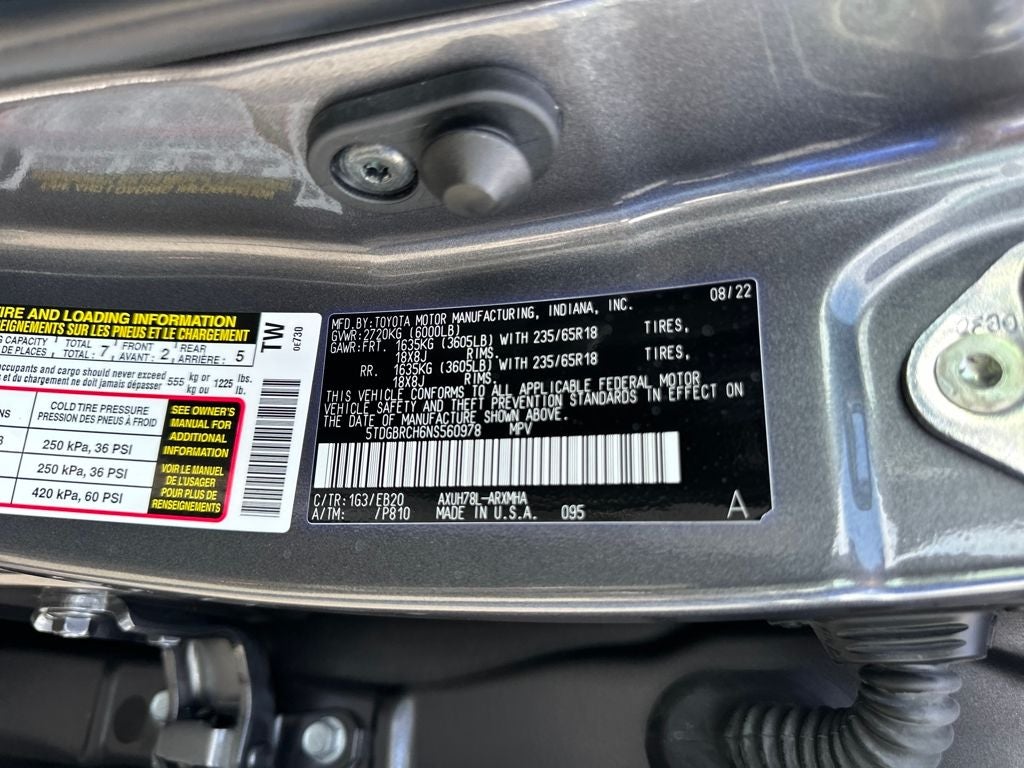 TIRE AND LOADING INFORMATION
RENSEIGNEMENTS SUR LES PNEUS ET LE CHARGEMENT
CAPACITY TOTAL FRONT REAR
DE PLACES TOTAL: 7 AVANT: 2 ARRIÈRE: 5
occupants and cargo should never exceed 555 kg or 1225 lbs.
et du chargement ne doit jamais dépasser kg ou lb.
COLD TIRE PRESSURE
PRESSION DES PNEUS À FROID
250 kPa, 36 PSI
250 kPa, 36 PSI
420 kPa, 60 PSI
SEE OWNER'S
MANUAL FOR
ADDITIONAL
INFORMATION
VOIR LE MANUEL
DE L'USAGER
POUR PLUS DE
RENSEIGNEMENTS
TW
0E730
MFD.BY:TOYOTA MOTOR MANUFACTURING, INDIANA, INC. 08/22
GVWR:2720KG (6000LB)
GAWR:FRT. 1635KG (3605LB) WITH 235/65R18 TIRES,
18X8J RIMS.
RR. 1635KG (3605LB) WITH 235/65R18 TIRES,
18X8J RIMS.
THIS VEHICLE CONFORMS TO ALL APPLICABLE FEDERAL MOTOR
VEHICLE SAFETY AND THEFT PREVENTION STANDARDS IN EFFECT ON
THE DATE OF MANUFACTURE SHOWN ABOVE.
5TDGBRCH6NS560978 MPV
C/TR: 1G3/EB20 AXUH78L-ARXMHA
A/TM: /P810 MADE IN U.S.A. 095 A